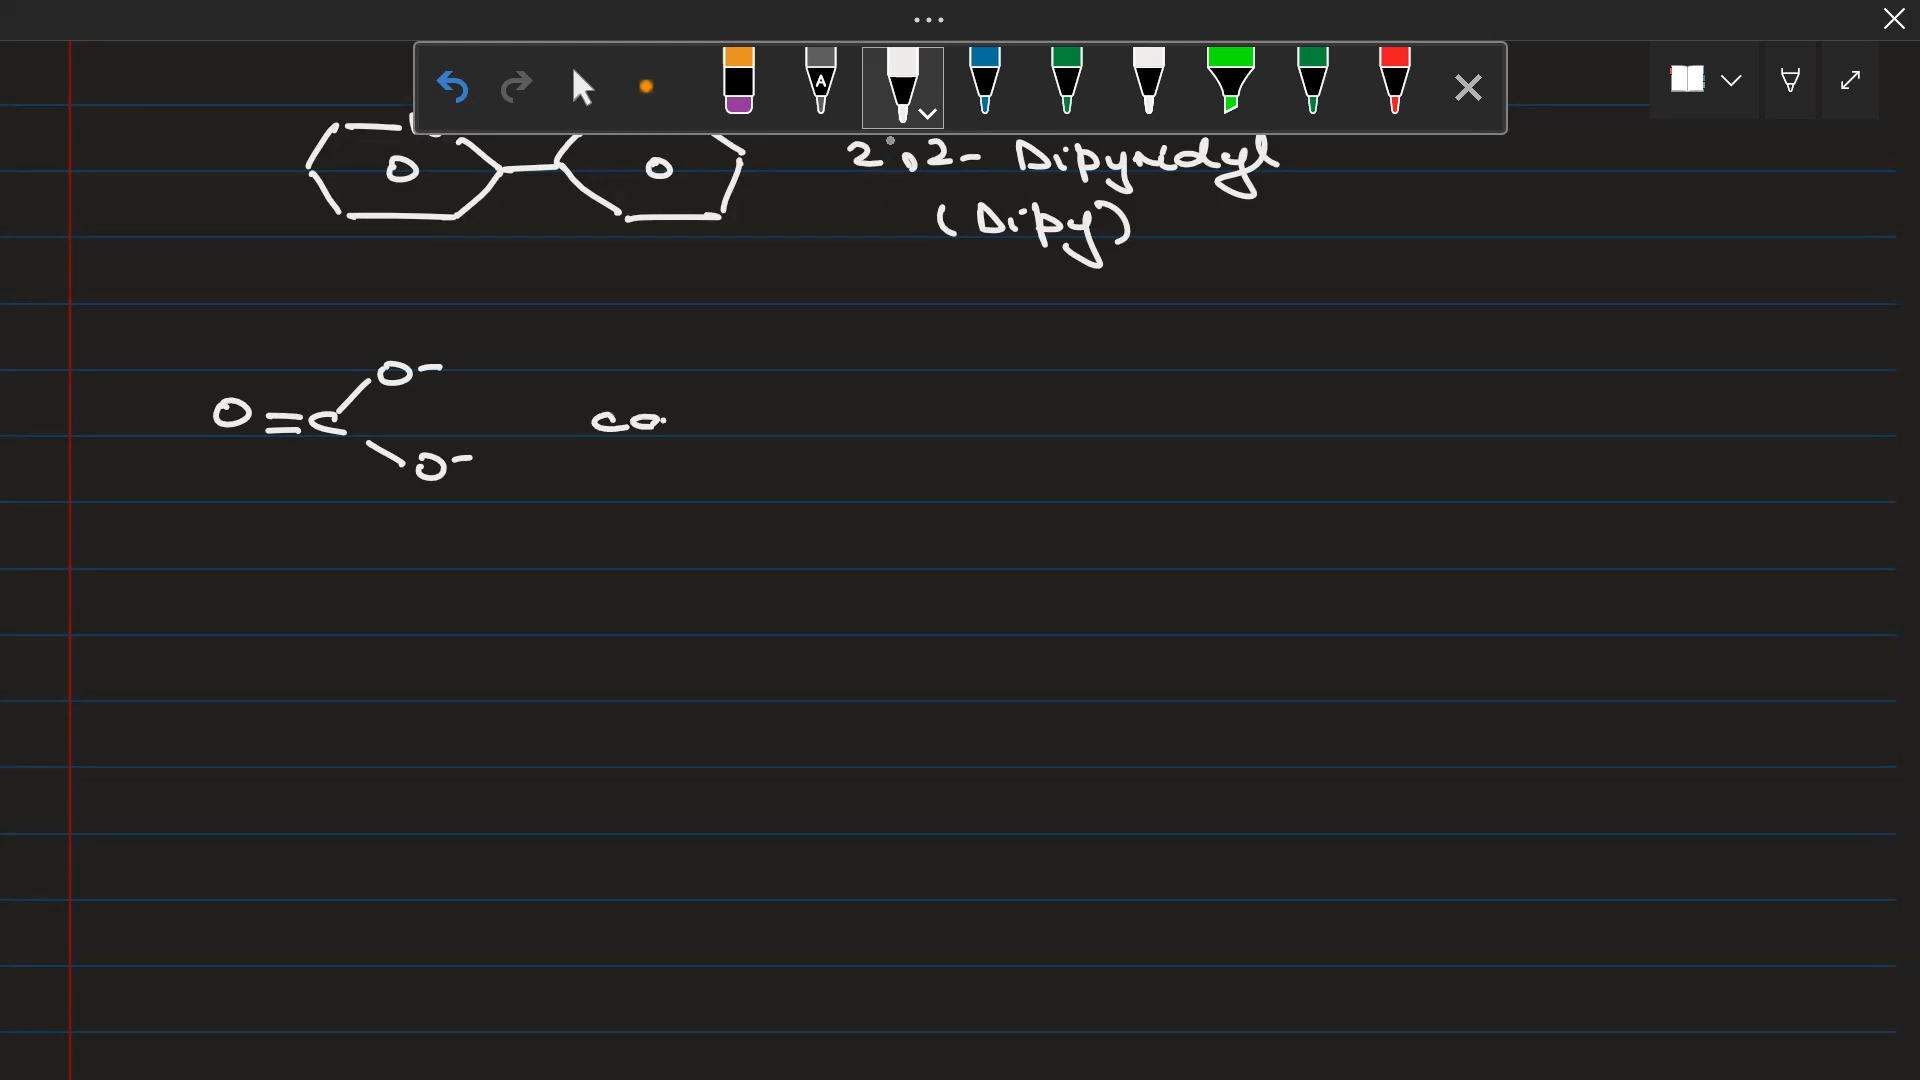 O O 2,2- Dipyridyl
(Dipy)
O-
O=C co
O-